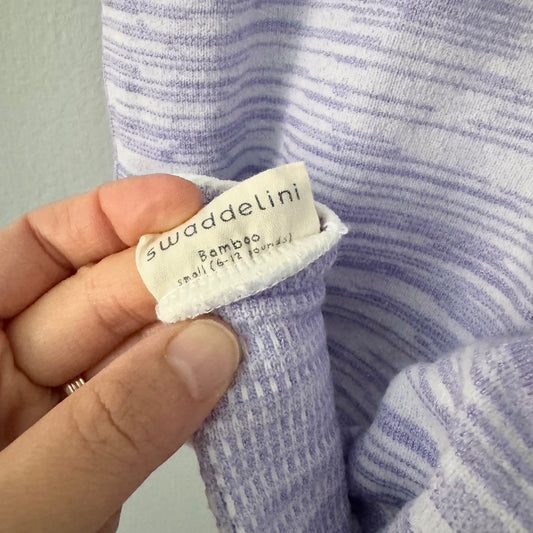 swaddelini
Bamboo
small (6-12 pounds)